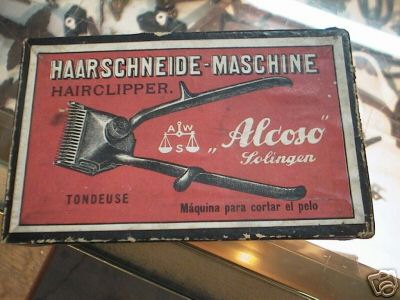 HAARSCHNEIDE-MASCHINE
HAIRCLIPPER.
A W
S
„Alcoso"
Solingen
TONDEUSE
Máquina para cortar el pelo